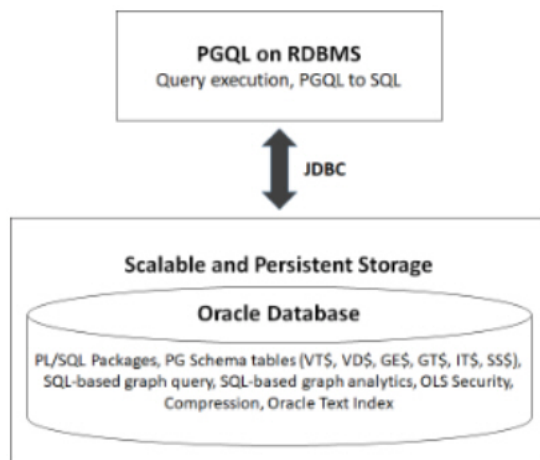 PGQL on RDBMS
Query execution, PGQL to SQL
JDBC
Scalable and Persistent Storage
Oracle Database
PL/SQL Packages, PG Schema tables (VT$, VD$, GE$, GT$, IT$, SS$),
SQL-based graph query, SQL-based graph analytics, OLS Security,
Compression, Oracle Text Index